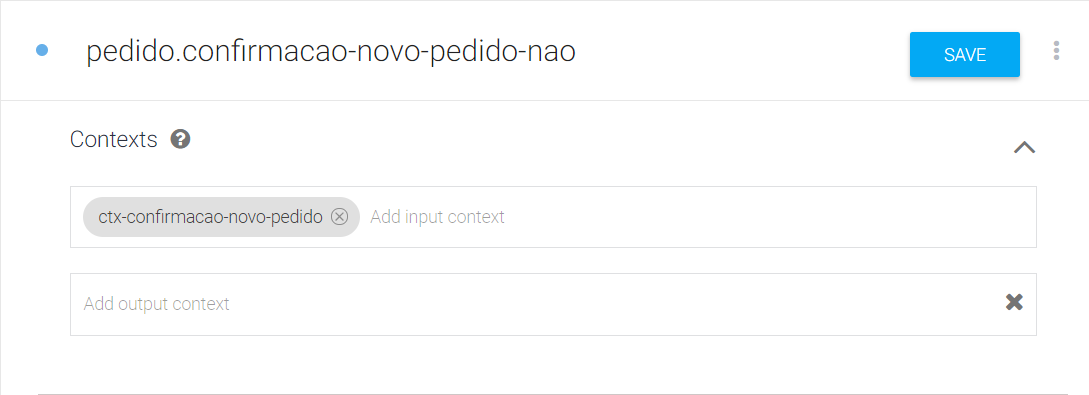 pedido.confirmacao-novo-pedido-nao
SAVE
Contexts ?
ctx-confirmacao-novo-pedido Add input context
Add output context